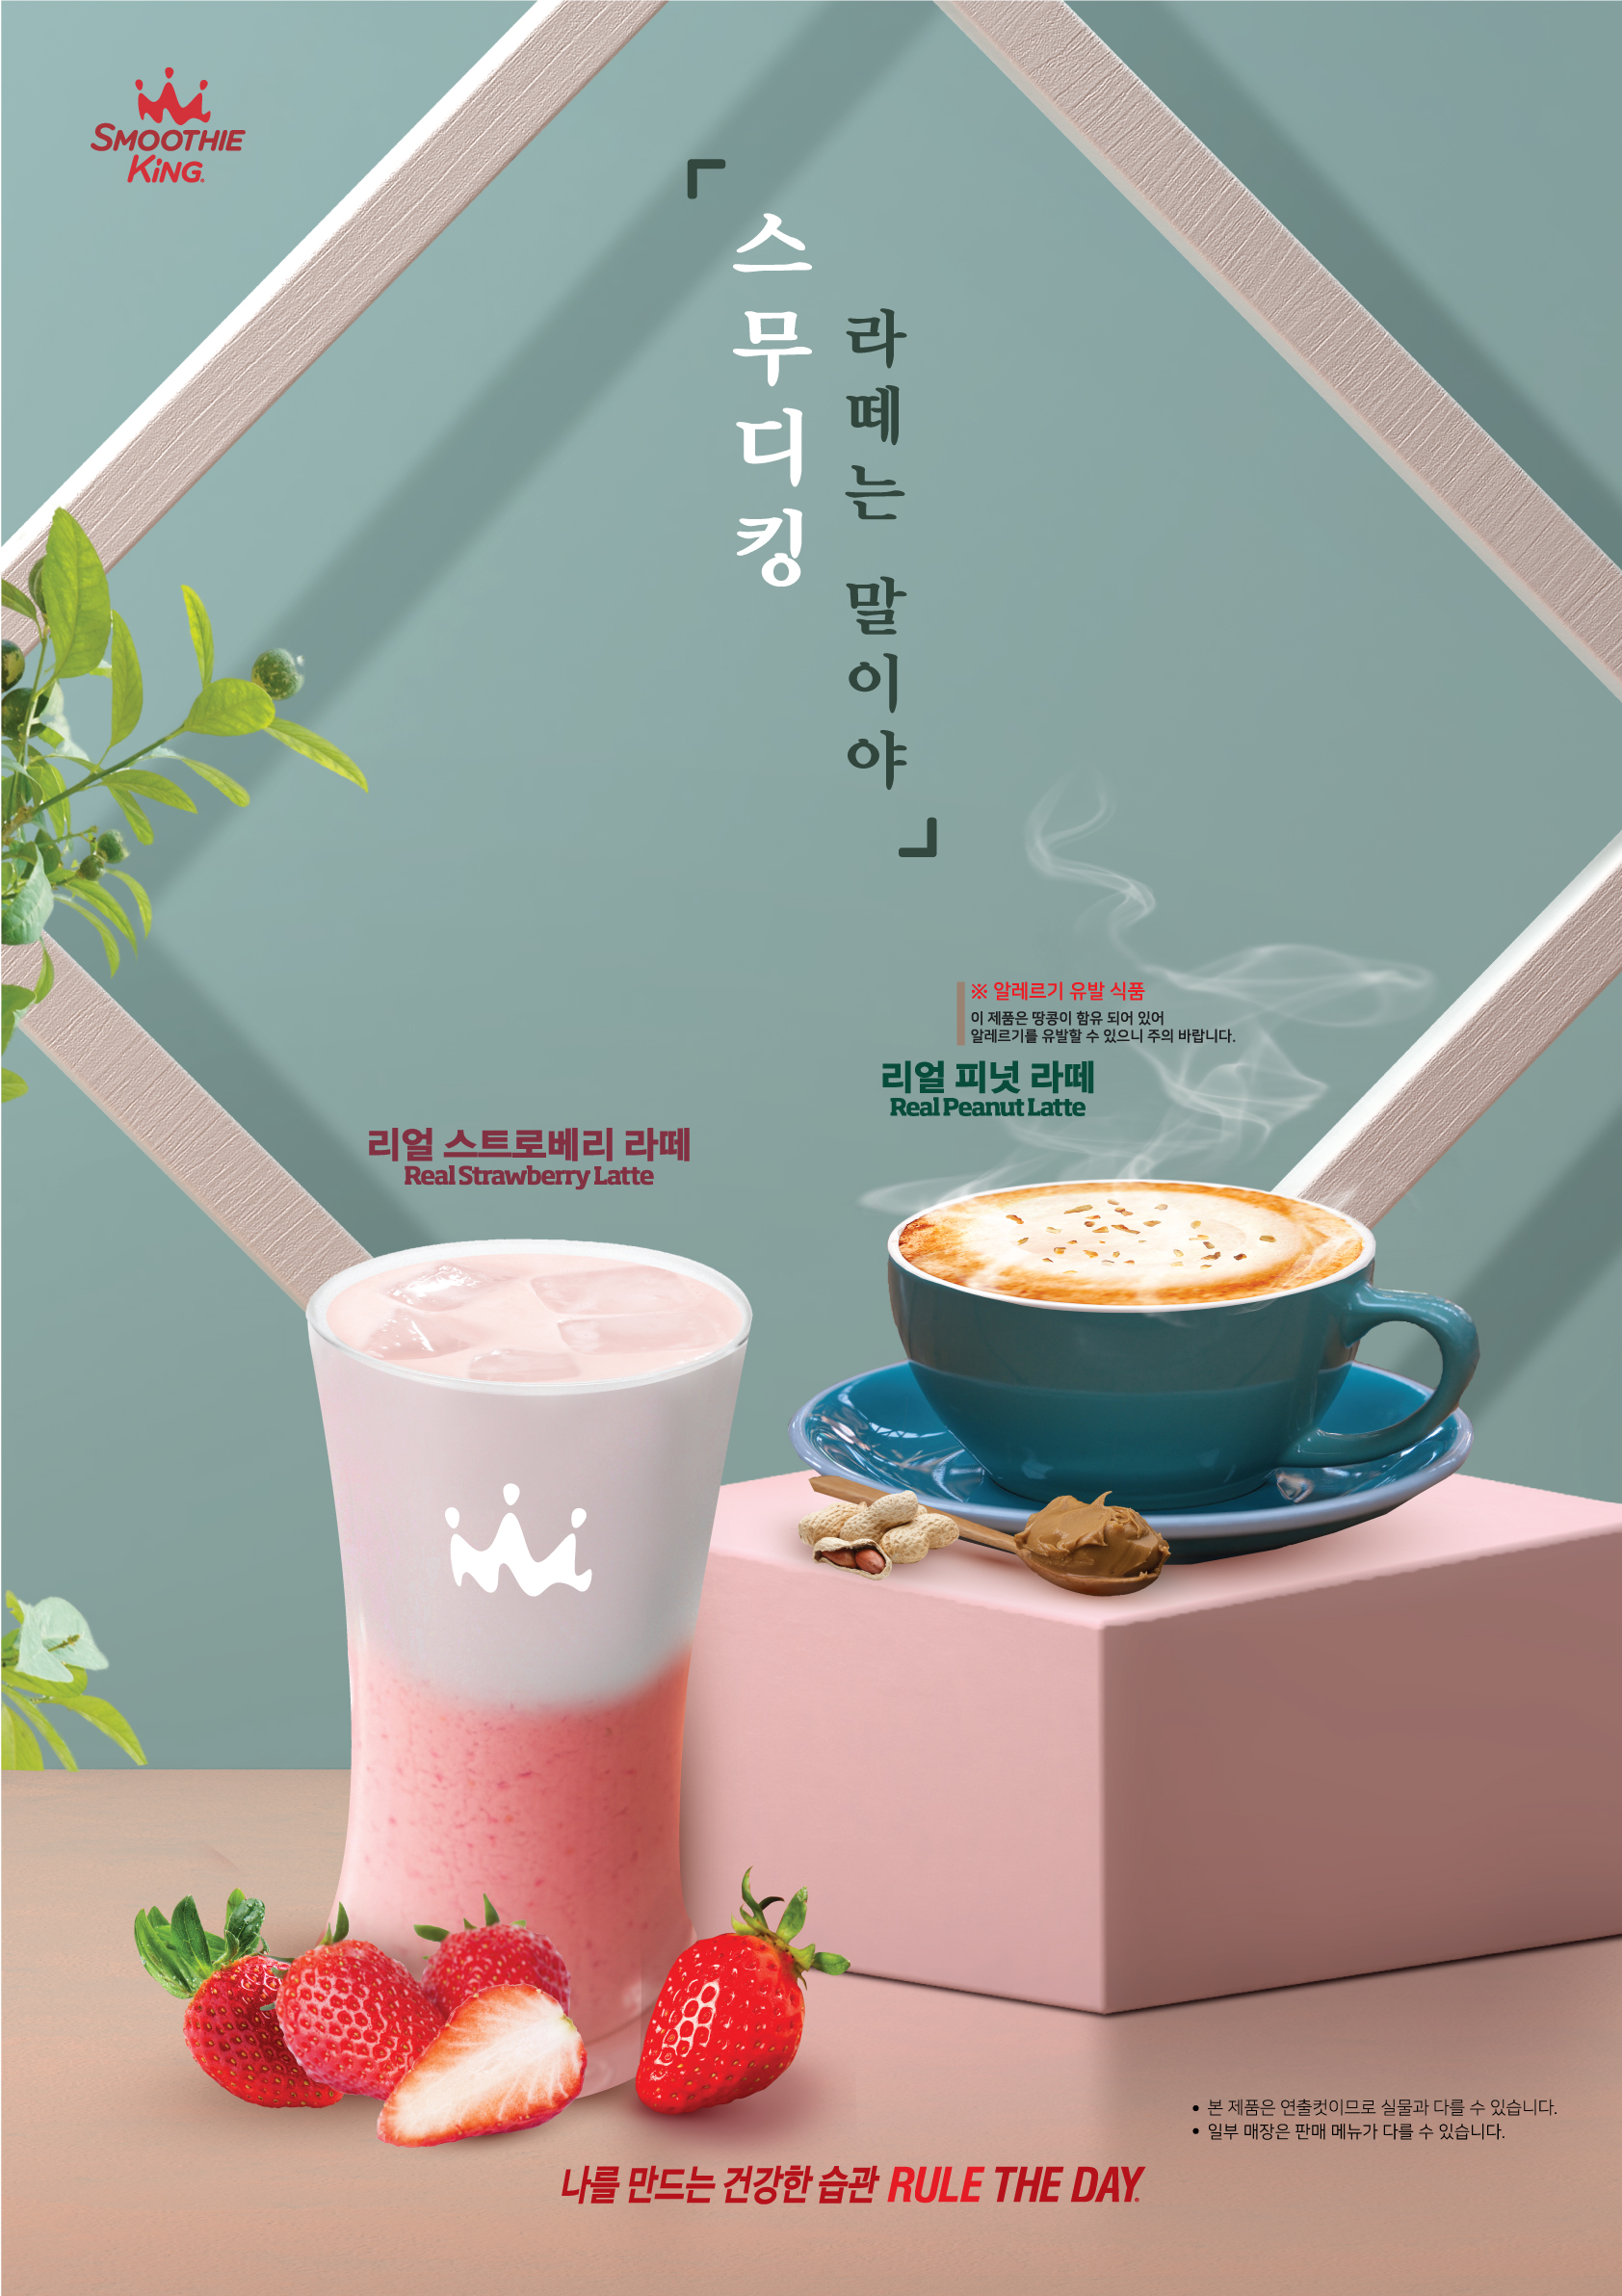 SMOOTHIE
KING.
「스무디킹
라떼는 말이야」
※ 알레르기 유발 식품
이 제품은 땅콩이 함유 되어 있어
알레르기를 유발할 수 있으니 주의 바랍니다.
리얼 피넛 라떼
Real Peanut Latte
리얼 스트로베리 라떼
Real Strawberry Latte
• 본 제품은 연출컷이므로 실물과 다를 수 있습니다.
• 일부 매장은 판매 메뉴가 다를 수 있습니다.
나를 만드는 건강한 습관 RULE THE DAY.